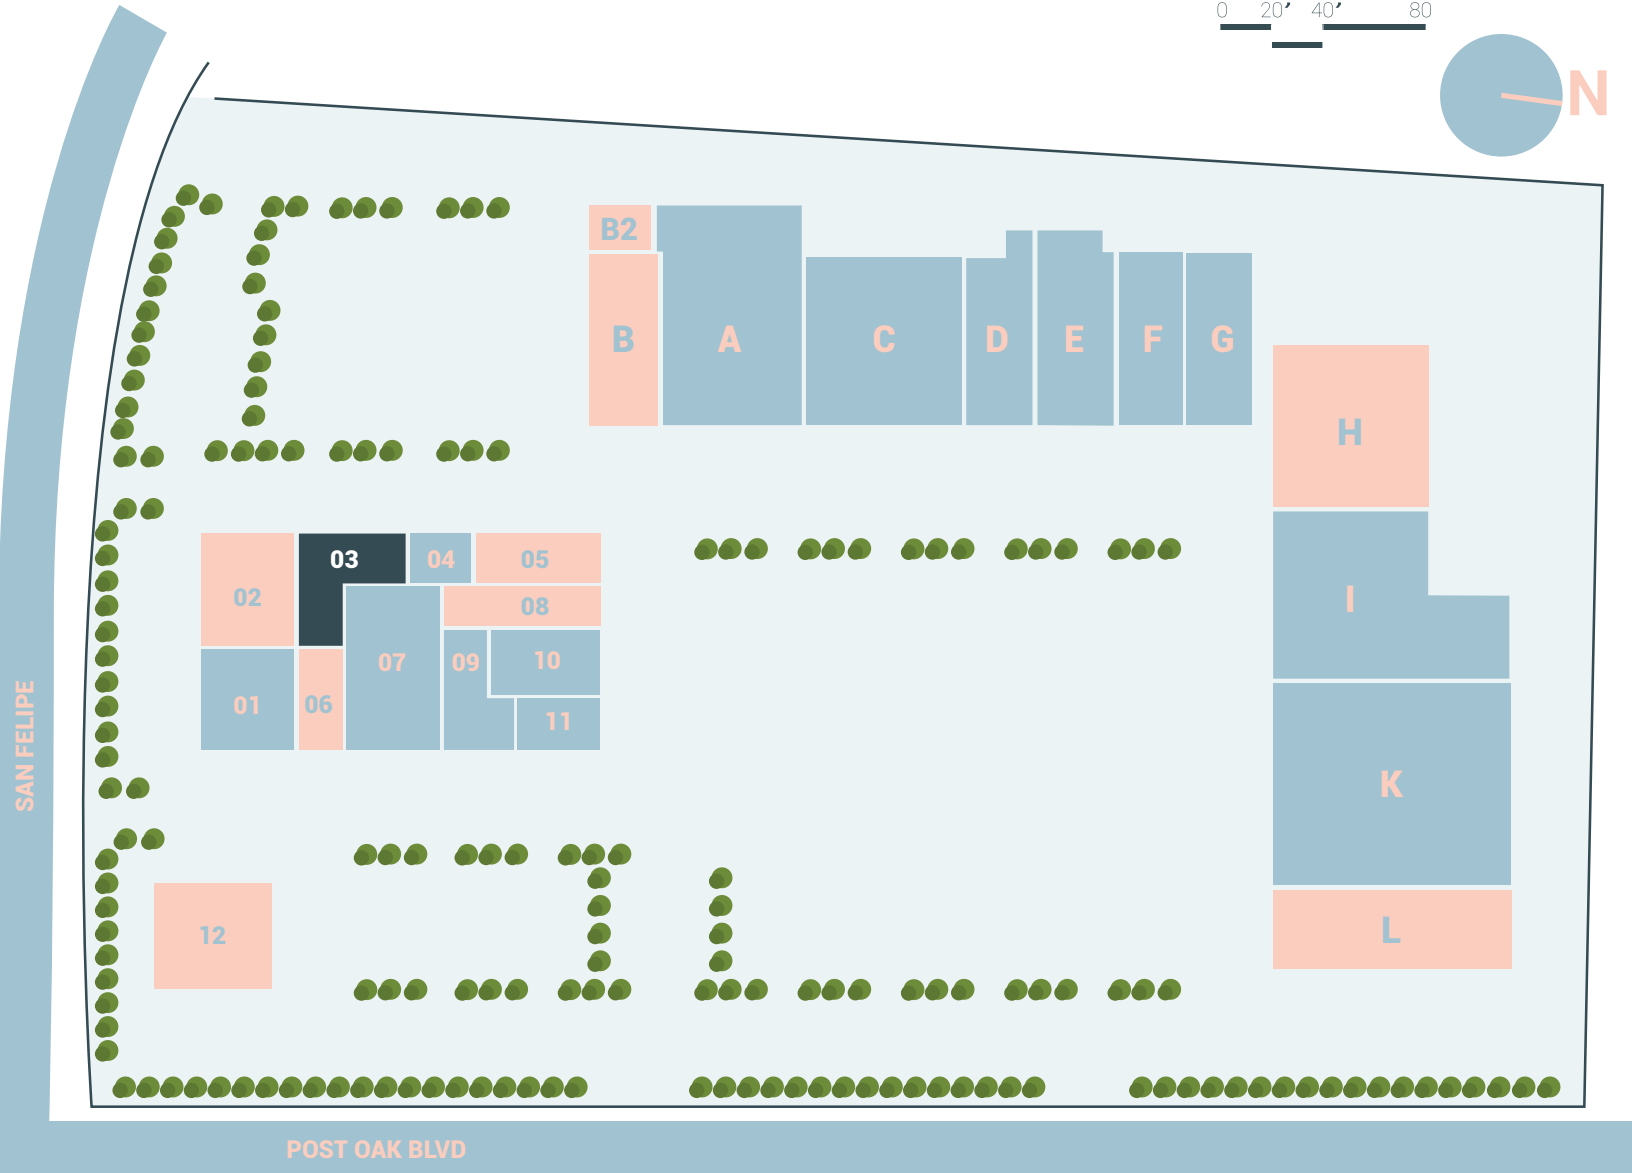 0 20’ 40’ 80
N
B2
B A C D E F G
H
03 04 05
02
08
I
07 09 10
01 06
11
SAN FELIPE
K
12
L
POST OAK BLVD